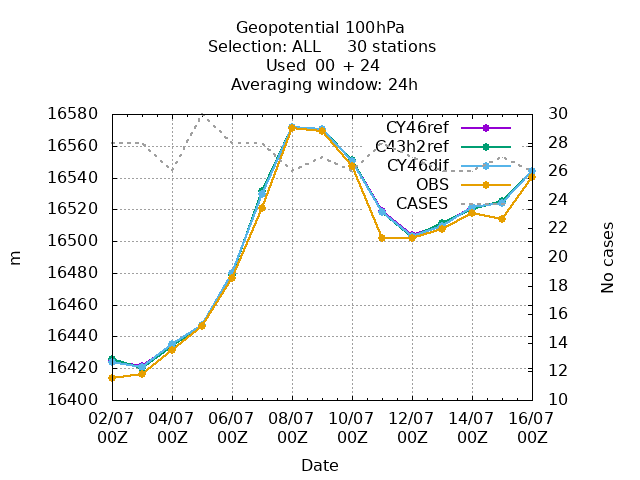 Geopotential 100hPa
Selection: ALL     30 stations
Used  00  + 24
Averaging window: 24h
16580
16560
16540
16520
16500
16480
16460
16440
16420
16400
m
30
28
26
24
22
20
18
16
14
12
10
No cases
CY46ref
C43h2ref
CY46dif
OBS
CASES
02/07 04/07 06/07 08/07 10/07 12/07 14/07 16/07
00Z 00Z 00Z 00Z 00Z 00Z 00Z 00Z
Date